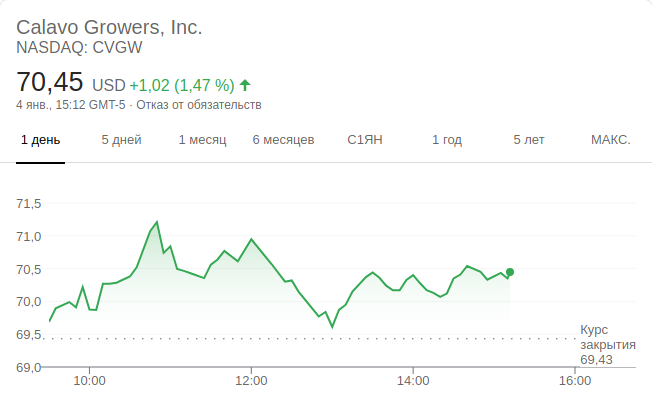 Calavo Growers, Inc.
NASDAQ: CVGW
70,45 USD +1,02 (1,47 %)
4 янв., 15:12 GMT-5 · Отказ от обязательств
1 день 5 дней 1 месяц 6 месяцев С1ЯН 1 год 5 лет МАКС.
71,5
71,0
70,5
70,0
69,5
69,0
Курс
закрытия
69,43
10:00 12:00 14:00 16:00